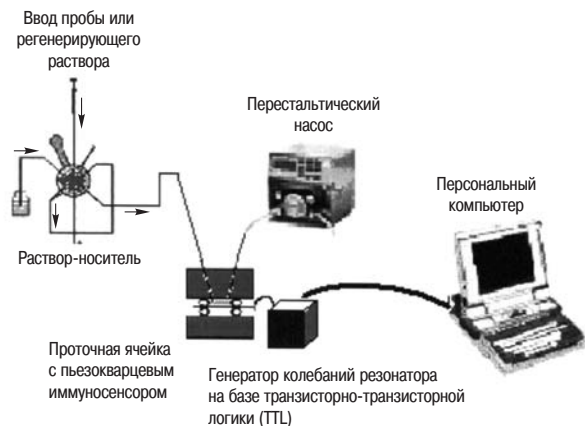 Ввод пробы или
регенерирующего
раствора
Перестальтический
насос
Персональный
компьютер
Раствор-носитель
Проточная ячейка
с пьезокварцевым
иммуносенсором
Генератор колебаний резонатора
на базе транзисторно-транзисторной
логики (TTL)